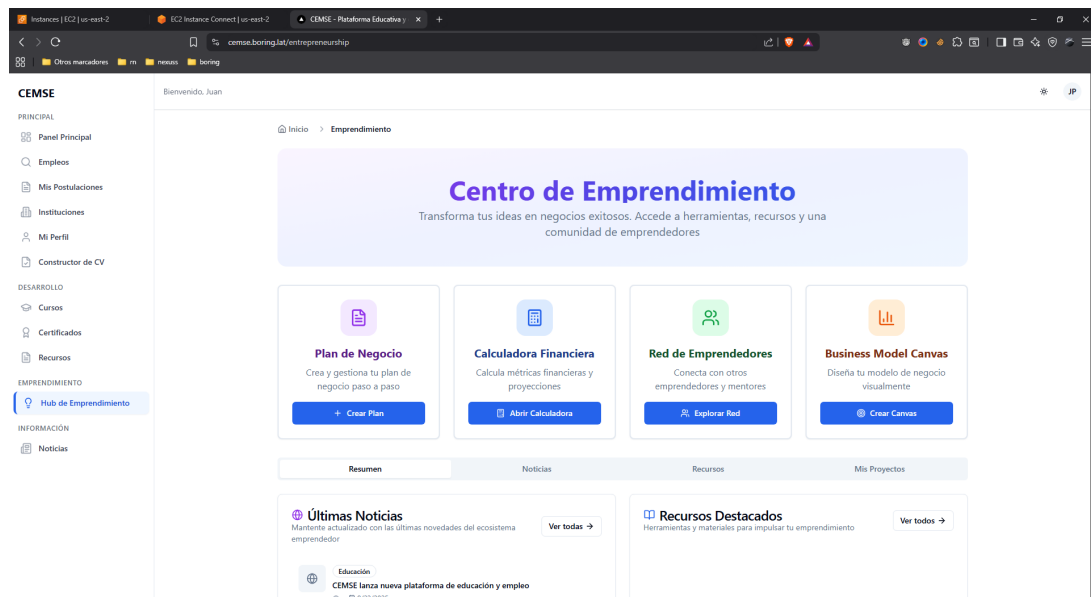 Instances | EC2 | us-east-2
EC2 Instance Connect | us-east-2
CEMSE - Plataforma Educativa y
cemse.boring.lat/entrepreneurship
Otros marcadores
rn
nexuss
boring
CEMSE
Bienvenido, Juan
JP
PRINCIPAL
Panel Principal
Empleos
Mis Postulaciones
Instituciones
Mi Perfil
Constructor de CV
DESARROLLO
Cursos
Certificados
Recursos
EMPRENDIMIENTO
Hub de Emprendimiento
INFORMACIÓN
Noticias
Inicio > Emprendimiento
Centro de Emprendimiento
Transforma tus ideas en negocios exitosos. Accede a herramientas, recursos y una
comunidad de emprendedores
Plan de Negocio
Crea y gestiona tu plan de
negocio paso a paso
+ Crear Plan
Calculadora Financiera
Calcula métricas financieras y
proyecciones
Abrir Calculadora
Red de Emprendedores
Conecta con otros
emprendedores y mentores
Explorar Red
Business Model Canvas
Diseña tu modelo de negocio
visualmente
Crear Canvas
Resumen
Noticias
Recursos
Mis Proyectos
Últimas Noticias
Mantente actualizado con las últimas novedades del ecosistema
emprendedor
Ver todas →
Educación
CEMSE lanza nueva plataforma de educación y empleo
Recursos Destacados
Herramientas y materiales para impulsar tu emprendimiento
Ver todos →